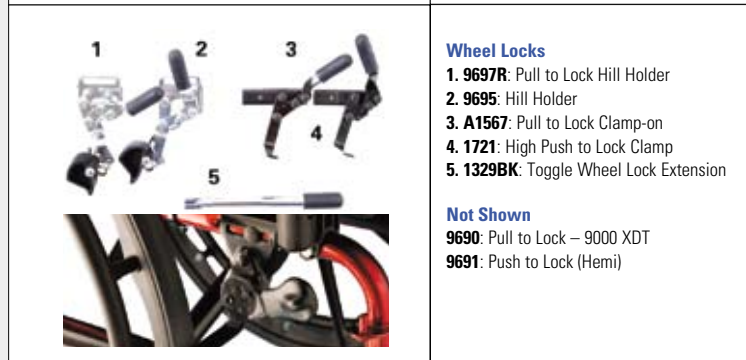 1
2
3
4
5
Wheel Locks
1. 9697R: Pull to Lock Hill Holder
2. 9695: Hill Holder
3. A1567: Pull to Lock Clamp-on
4. 1721: High Push to Lock Clamp
5. 1329BK: Toggle Wheel Lock Extension
Not Shown
9690: Pull to Lock – 9000 XDT
9691: Push to Lock (Hemi)